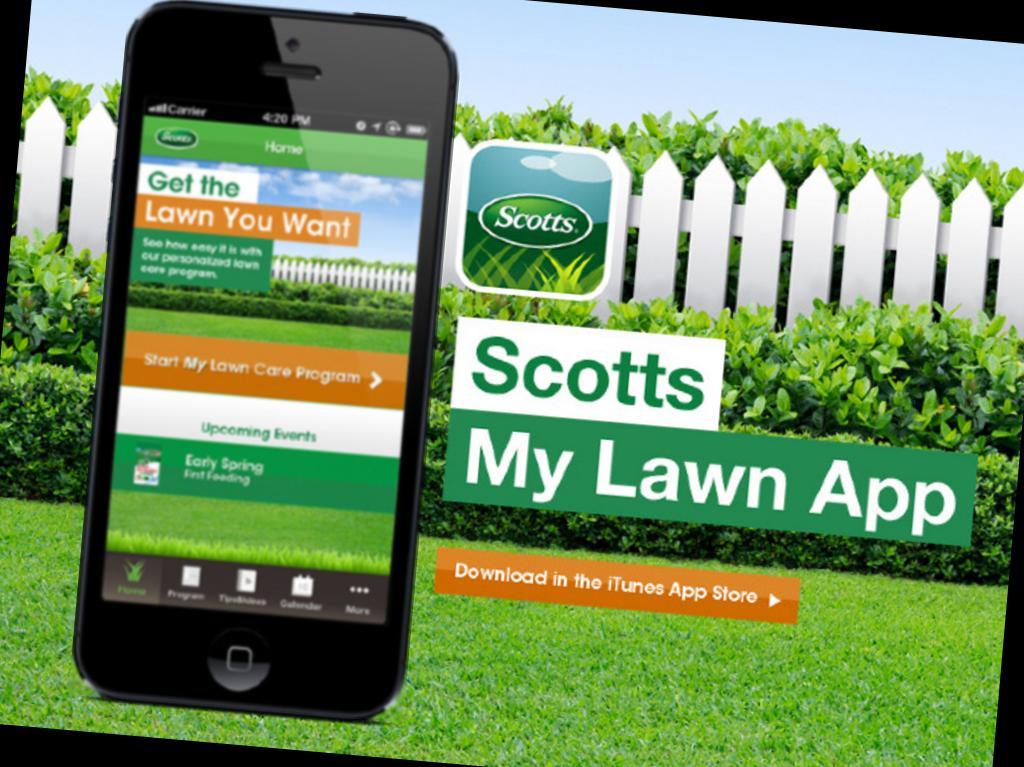 Carrier 4:20 PM
Scotts
Home
Get the
Lawn You Want
See how easy it is with
our personalized lawn
care program.
Start My Lawn Care Program
Upcoming Events
Early Spring
First Feeding
Home Program Tips&Videos Calendar More
Scotts
Scotts
My Lawn App
Download in the iTunes App Store